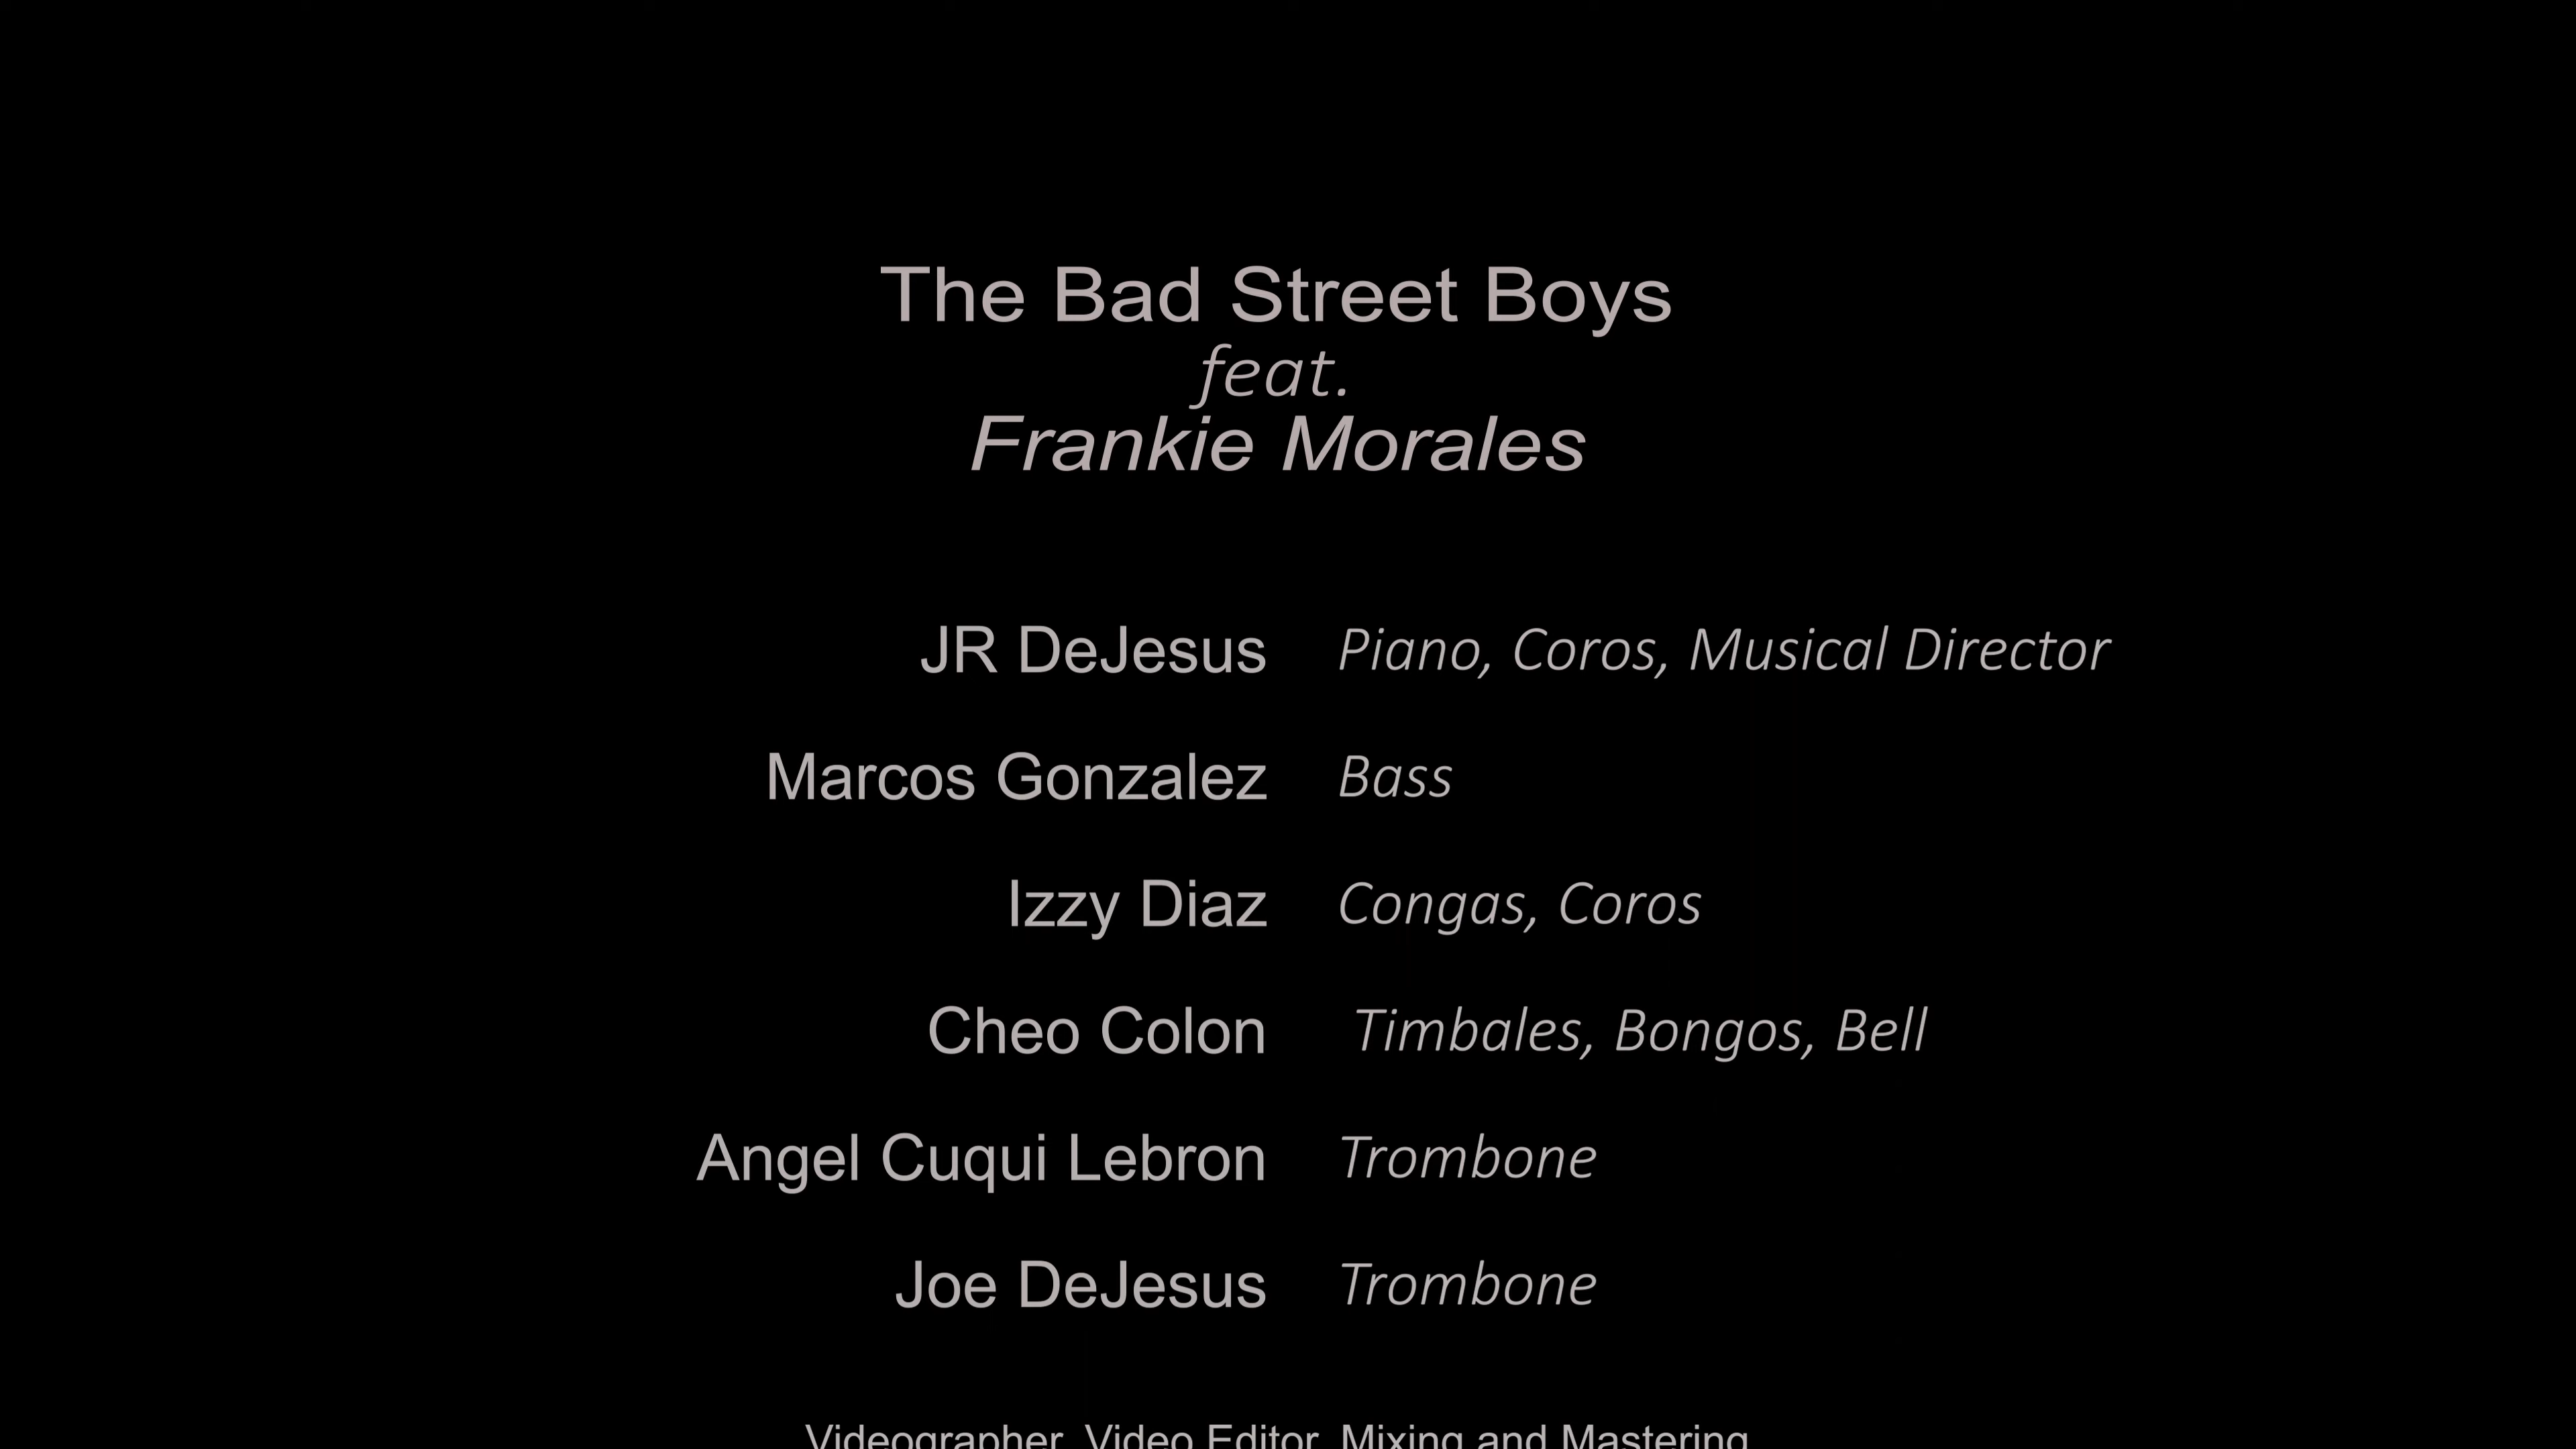 The Bad Street Boys
feat.
Frankie Morales
JR DeJesus Piano, Coros, Musical Director
Marcos Gonzalez Bass
Izzy Diaz Congas, Coros
Cheo Colon Timbales, Bongos, Bell
Angel Cuqui Lebron Trombone
Joe DeJesus Trombone
Videographer, Video Editor, Mixing and Mastering